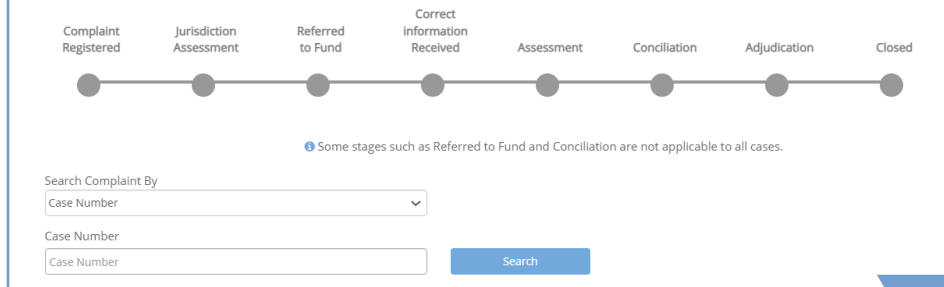 Complaint Registered
Jurisdiction Assessment
Referred to Fund
Correct information Received
Assessment
Conciliation
Adjudication
Closed
Some stages such as Referred to Fund and Conciliation are not applicable to all cases.
Search Complaint By
Case Number
Case Number
Case Number
Search